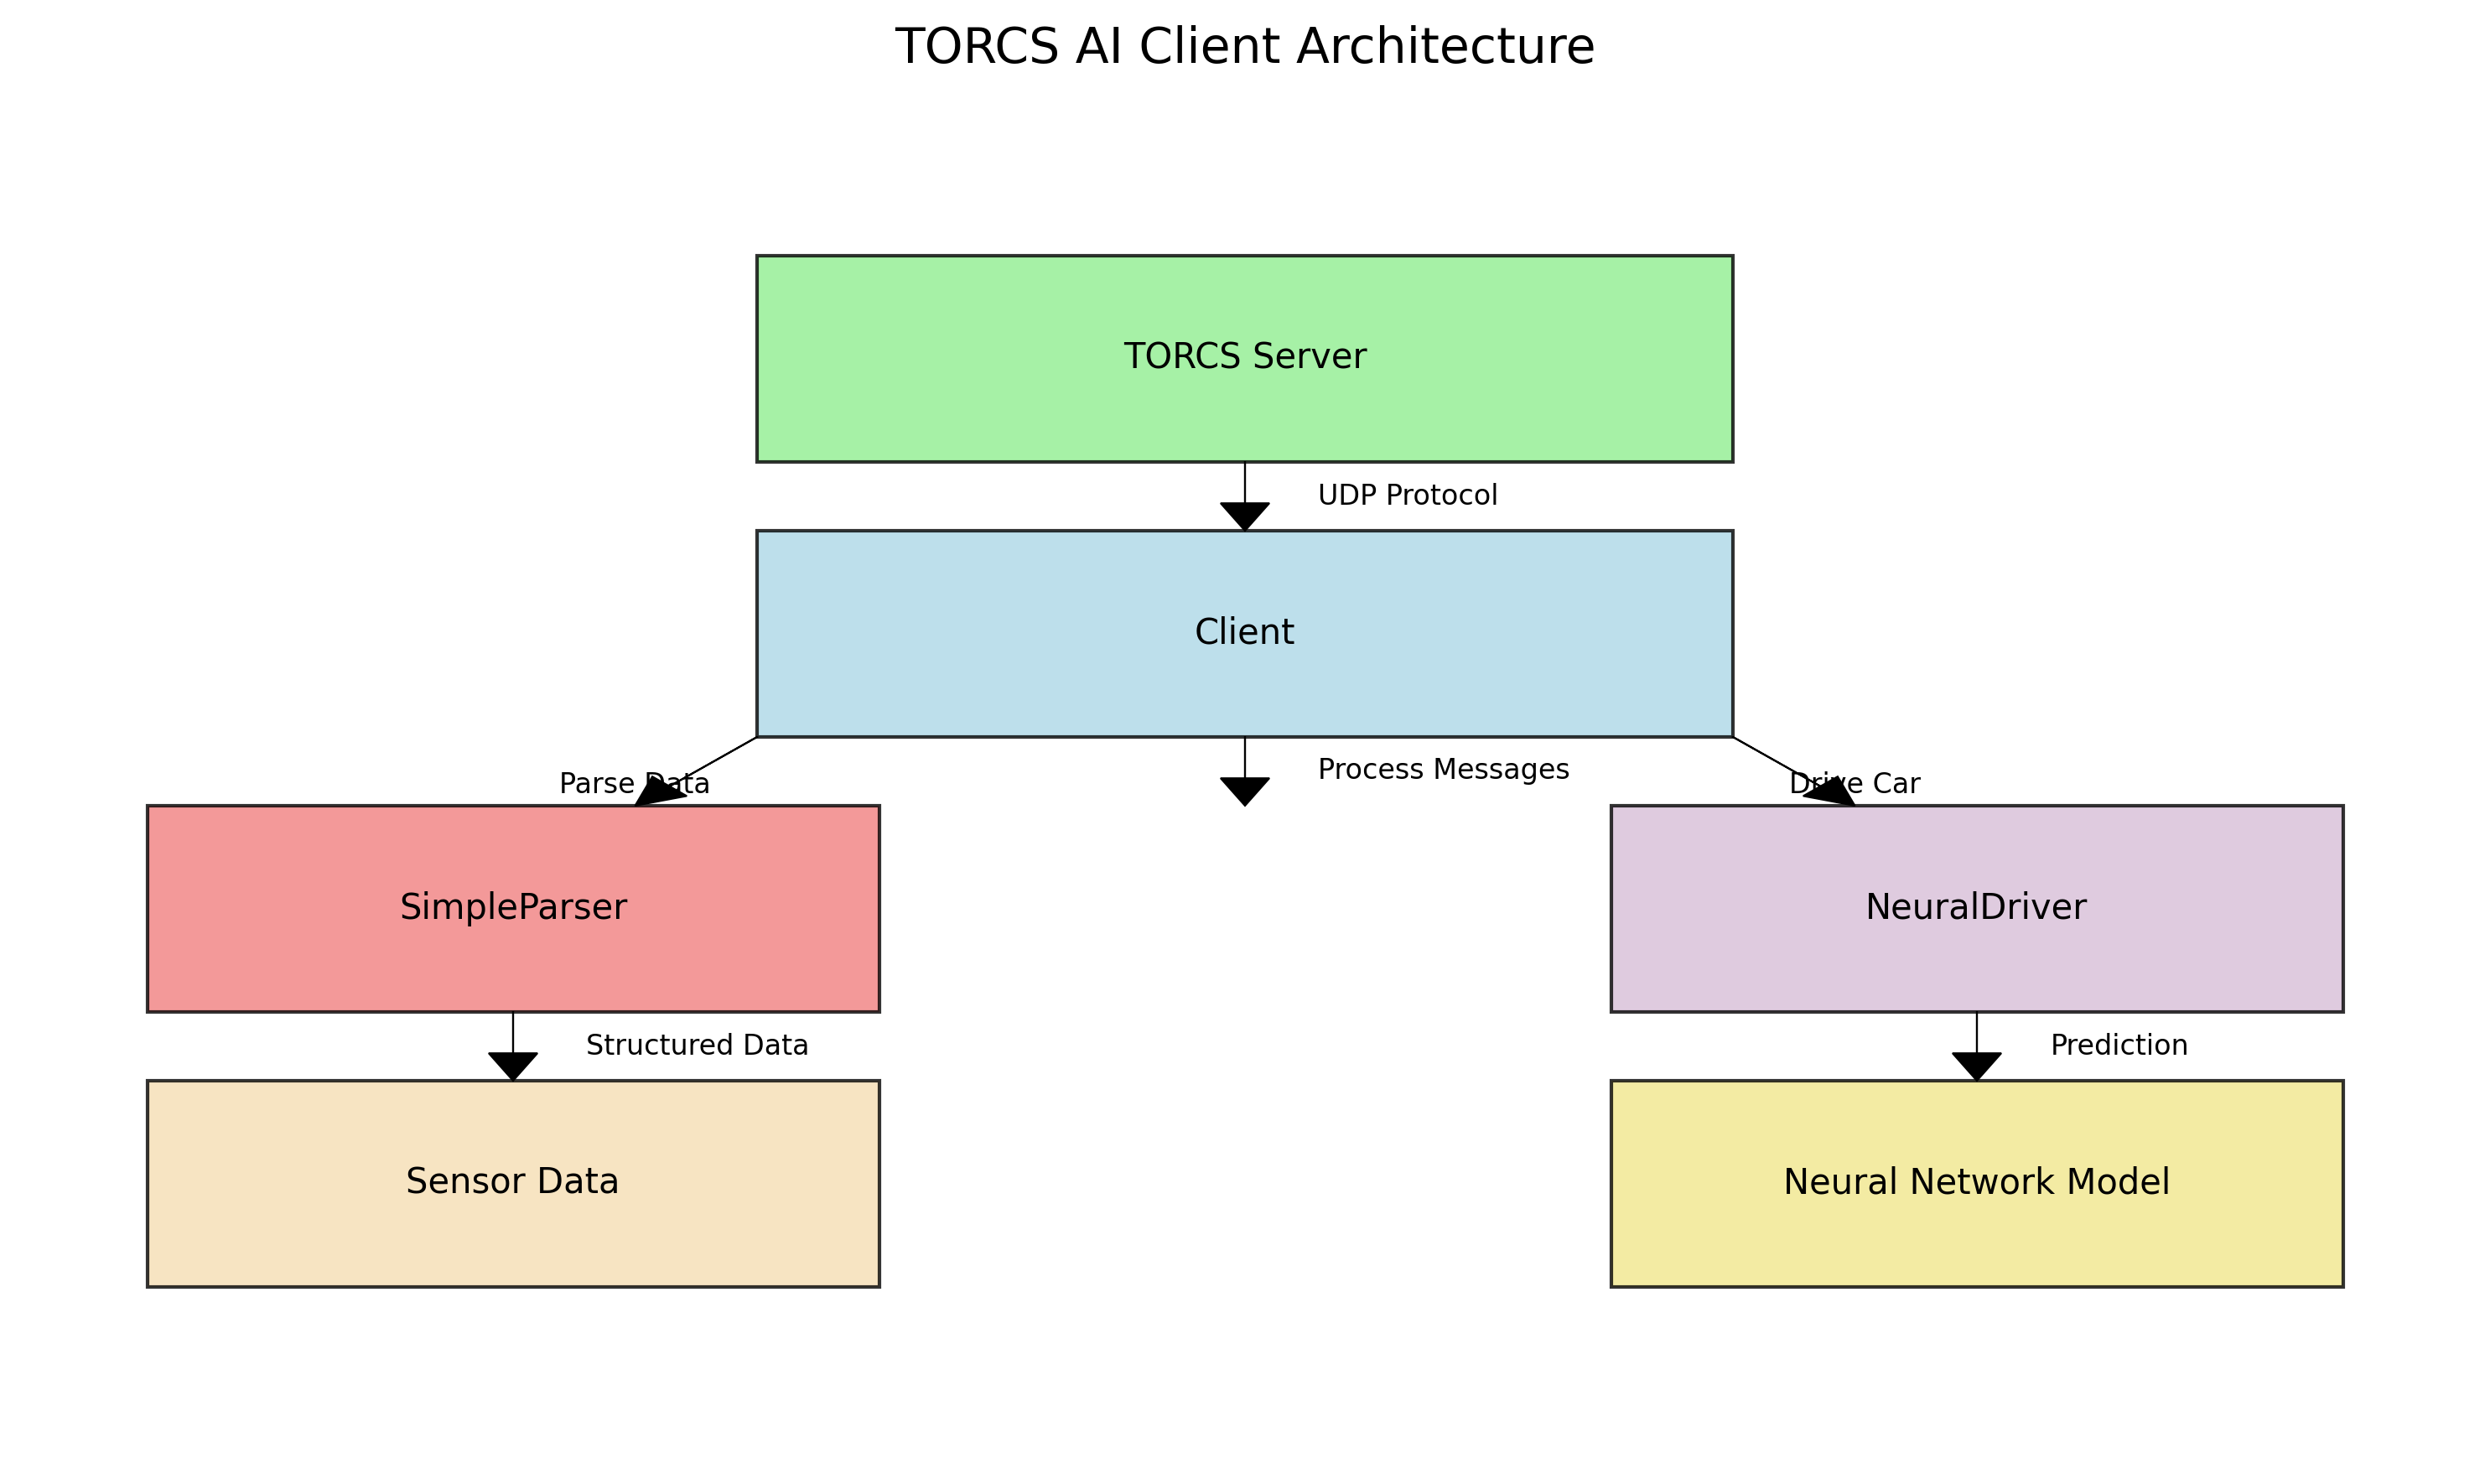 TORCS AI Client Architecture
TORCS Server
UDP Protocol
Client
Parse Data
Process Messages
Drive Car
SimpleParser
NeuralDriver
Structured Data
Prediction
Sensor Data
Neural Network Model